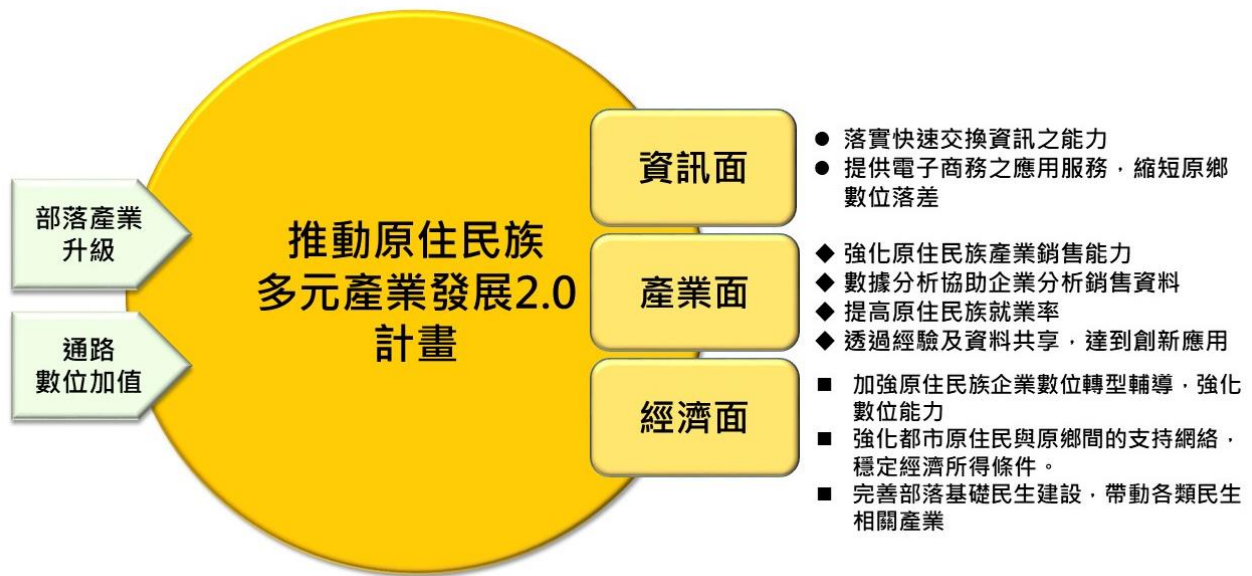 部落產業
升級
通路
數位加值
推動原住民族
多元產業發展2.0
計畫
資訊面
● 落實快速交換資訊之能力
● 提供電子商務之應用服務，縮短原鄉
數位落差
產業面
◆ 強化原住民族產業銷售能力
◆ 數據分析協助企業分析銷售資料
◆ 提高原住民族就業率
◆ 透過經驗及資料共享，達到創新應用
經濟面
■ 加強原住民族企業數位轉型輔導，強化
數位能力
■ 強化都市原住民與原鄉間的支持網絡，
穩定經濟所得條件。
■ 完善部落基礎民生建設，帶動各類民生
相關產業